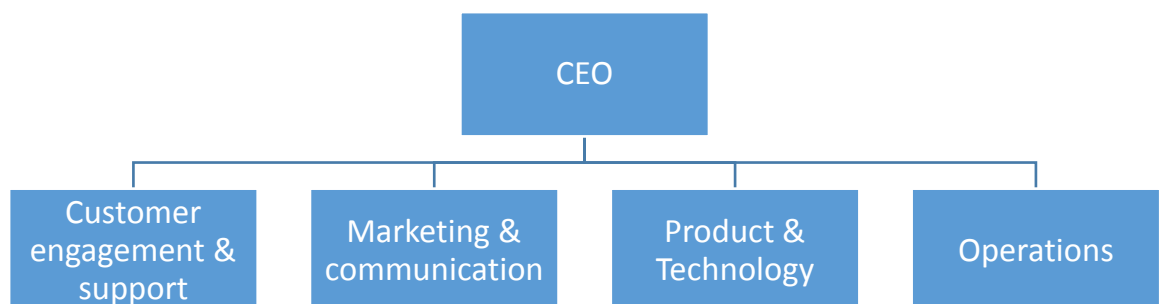 CEO
Customer
engagement &
support
Marketing &
communication
Product &
Technology
Operations